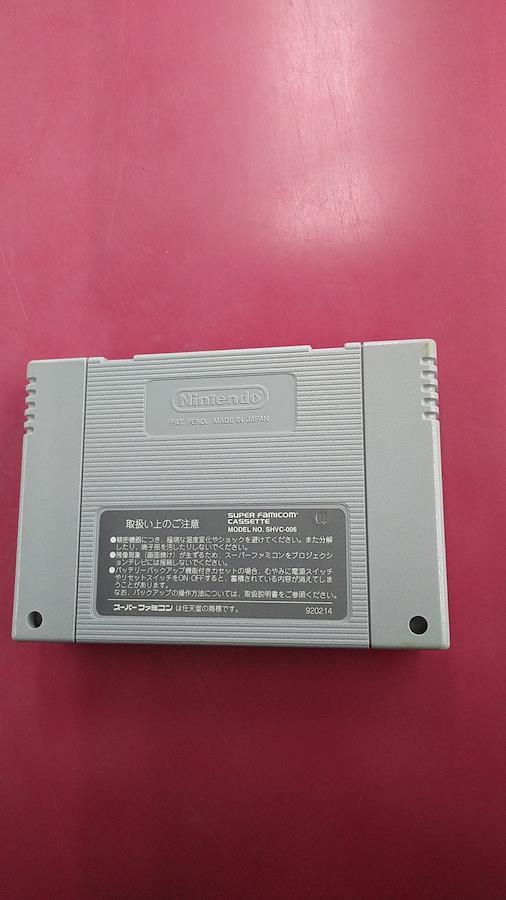 Nintendo
PAT. PEND. MADE IN JAPAN
取扱い上のご注意
SUPER FAMICOM
CASSETTE
MODEL NO. SHVC-006
●精密機器につき、極端な温度変化やショックを避けてください。また分解
したり、端子部を汚したりしないでください。
●残像現象（画面焼け）が生ずるため、スーパーファミコンをプロジェクシ
ョンテレビには接続しないでください。
●バッテリーバックアップ機能付きカセットの場合、むやみに電源スイッチ
やリセットスイッチをON・OFFすると、蓄積されている内容が消えてしま
うことがあります。
なお、バックアップの操作方法については、取扱説明書をご参照ください。
スーパーファミコン は任天堂の商標です。
920214